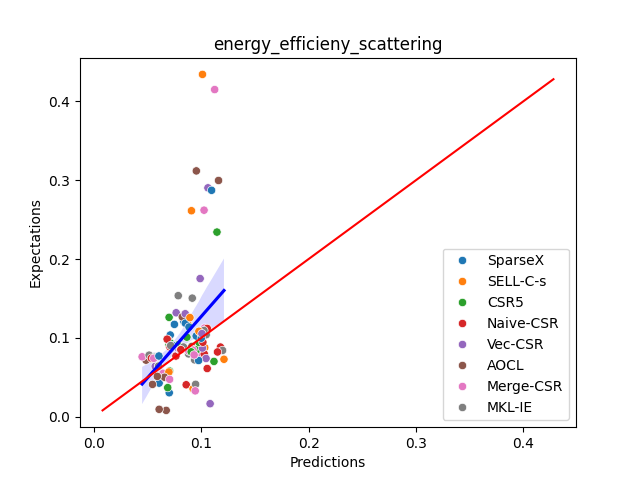 energy_efficieny_scattering
Expectations
0.4
0.3
0.2
0.1
0.0
0.0 0.1 0.2 0.3 0.4
Predictions
SparseX
SELL-C-s
CSR5
Naive-CSR
Vec-CSR
AOCL
Merge-CSR
MKL-IE